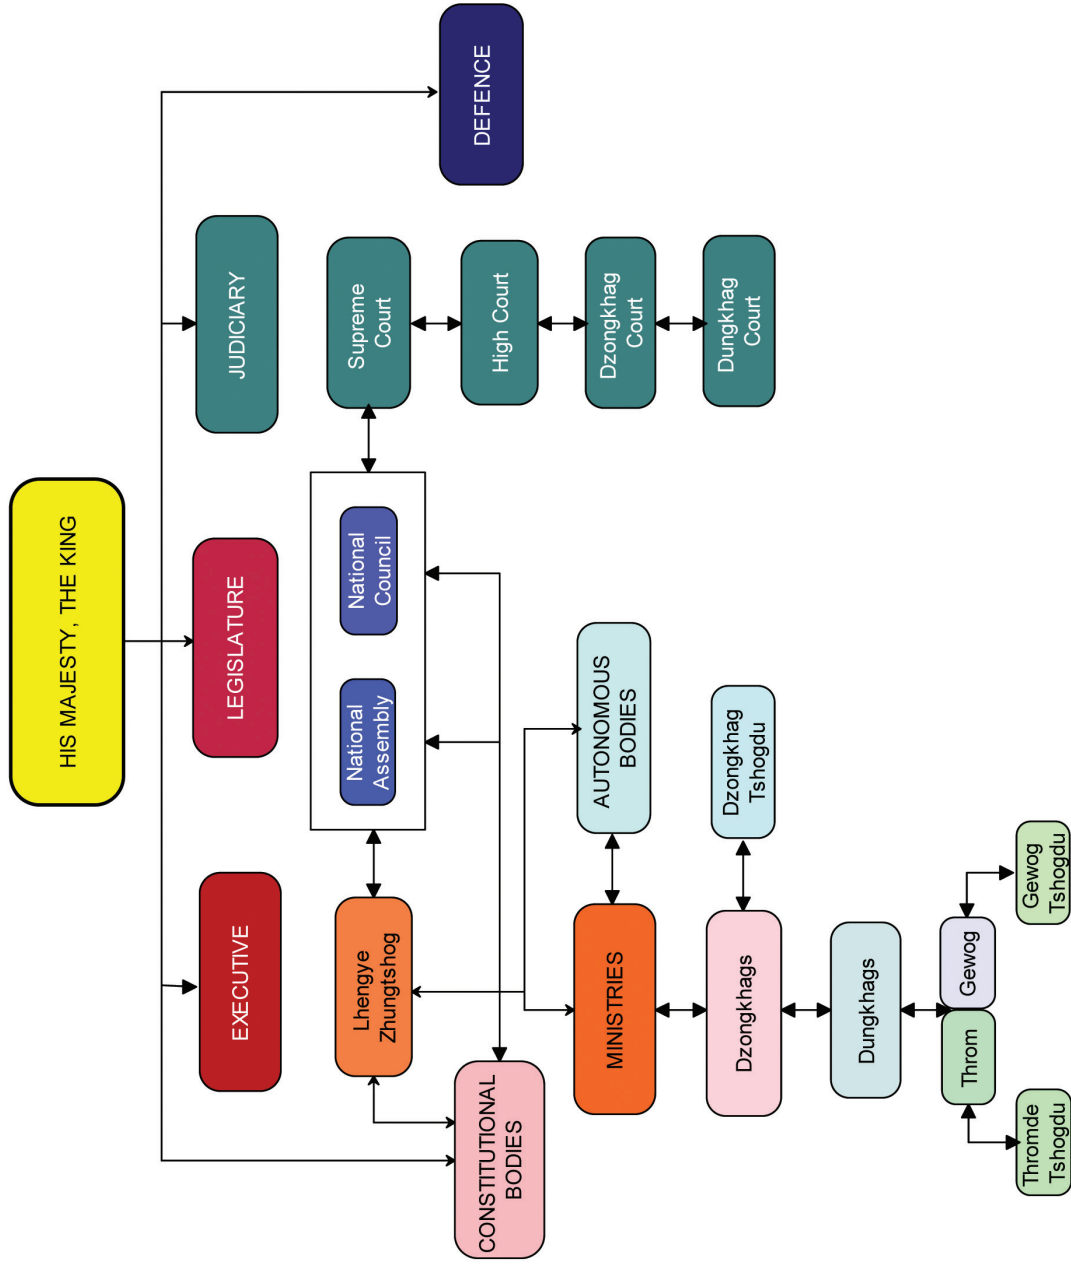 HIS MAJESTY, THE KING
EXECUTIVE
LEGISLATURE
JUDICIARY
DEFENCE
Lhengye
Zhungtshog
National
Assembly
National
Council
Supreme
Court
CONSTITUTIONAL
BODIES
High Court
MINISTRIES
AUTONOMOUS
BODIES
Dzongkhag
Court
Dzongkhags
Dzongkhag
Tshogdu
Dungkhag
Court
Dungkhags
Throm
Gewog
Thromde
Tshogdu
Gewog
Tshogdu